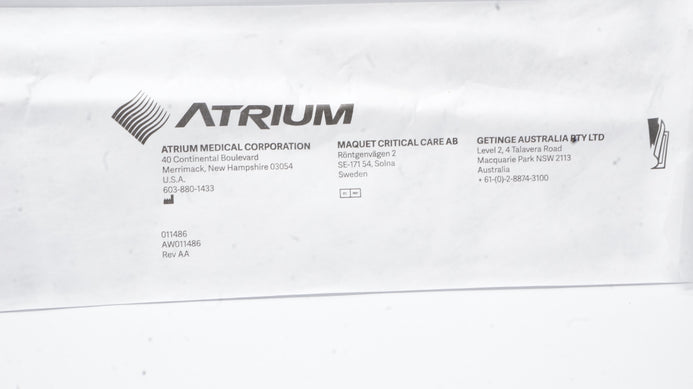 ATRIUM
ATRIUM MEDICAL CORPORATION
40 Continental Boulevard
Merrimack, New Hampshire 03054
U.S.A.
603-880-1433
MAQUET CRITICAL CARE AB
Röntgenvägen 2
SE-171 54, Solna
Sweden
EC REP
GETINGE AUSTRALIA PTY LTD
Level 2, 4 Talavera Road
Macquarie Park NSW 2113
Australia
+ 61-(0)-2-8874-3100
011486
AW011486
Rev AA